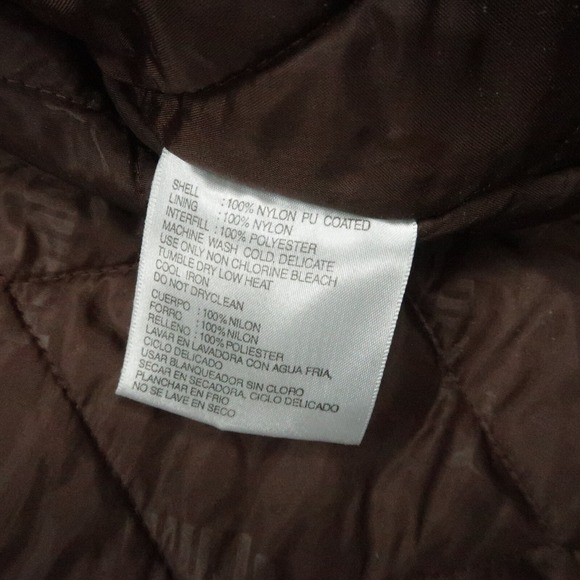 SHELL : 100% NYLON PU COATED
LINING : 100% NYLON
INTERFILL : 100% POLYESTER
MACHINE WASH COLD, DELICATE
USE ONLY NON CHLORINE BLEACH
TUMBLE DRY LOW HEAT
COOL IRON
DO NOT DRYCLEAN
CUERPO : 100% NILON
FORRO : 100% NILON
RELLENO : 100% POLIESTER
LAVAR EN LAVADORA CON AGUA FRIA,
CICLO DELICADO
USAR BLANQUEADOR SIN CLORO
SECAR EN SECADORA, CICLO DELICADO
PLANCHAR EN FRIO
NO SE LAVE EN SECO